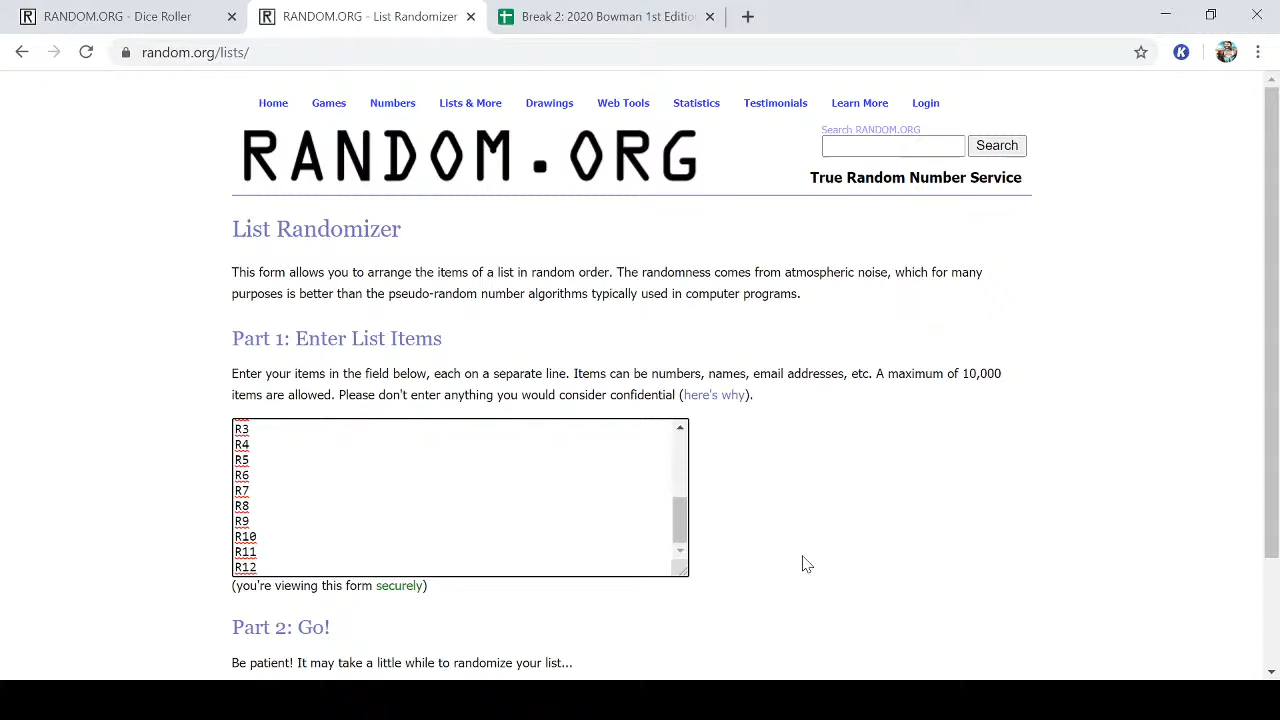 RANDOM.ORG - Dice Roller
RANDOM.ORG - List Randomizer
Break 2: 2020 Bowman 1st Edition
random.org/lists/
K
Home Games Numbers Lists & More Drawings Web Tools Statistics Testimonials Learn More Login
RANDOM.ORG
Search RANDOM.ORG
Search
True Random Number Service
List Randomizer
This form allows you to arrange the items of a list in random order. The randomness comes from atmospheric noise, which for many
purposes is better than the pseudo-random number algorithms typically used in computer programs.
Part 1: Enter List Items
Enter your items in the field below, each on a separate line. Items can be numbers, names, email addresses, etc. A maximum of 10,000
items are allowed. Please don't enter anything you would consider confidential (here's why).
R3
R4
R5
R6
R7
R8
R9
R10
R11
R12
(you're viewing this form securely)
Part 2: Go!
Be patient! It may take a little while to randomize your list...